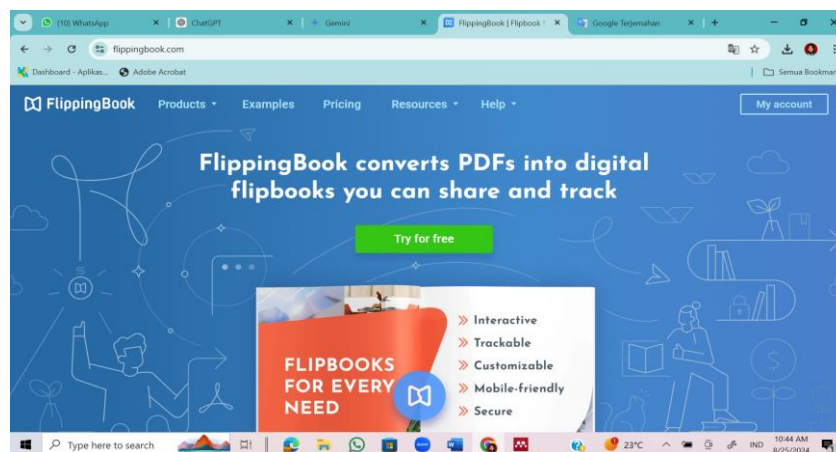 (10) WhatsApp
ChatGPT
Gemini
FlippingBook | Flipbook
Google Terjemahan
flippingbook.com
Dashboard - Aplikas...
Adobe Acrobat
Semua Bookmar
FlippingBook
Products
Examples
Pricing
Resources
Help
My account
FlippingBook converts PDFs into digital
flipbooks you can share and track
Try for free
FLIPBOOKS
FOR EVERY
NEED
Interactive
Trackable
Customizable
Mobile-friendly
Secure
Type here to search
23°C
IND
10:44 AM
8/25/2024